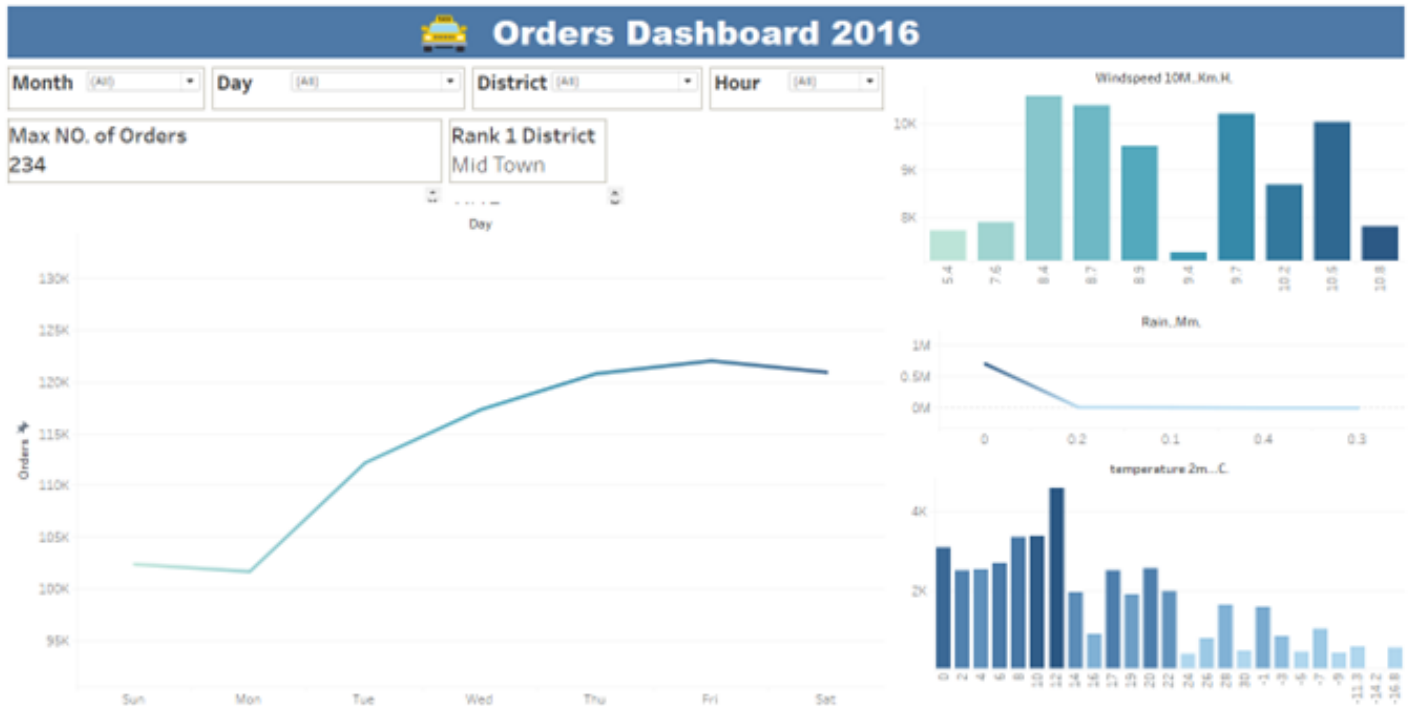 Orders Dashboard 2016
Month (All)
Day (All)
District (All)
Hour (All)
Max NO. of Orders
234
Rank 1 District
Mid Town
Day
Orders
130K
125K
120K
115K
110K
105K
100K
95K
Sun Mon Tue Wed Thu Fri Sat
Windspeed 10M..Km.H.
10K
9K
8K
5.4 7.6 8.4 8.7 8.9 9.4 9.7 10.2 10.5 10.8
Rain..Mm.
1M
0.5M
0M
0 0.2 0.1 0.4 0.3
temperature 2m...C.
4K
2K
0 2 4 6 8 10 12 14 16 17 19 20 22 24 26 28 30 -1 -3 -5 -7 -9 -11.3 -14.2 -16.8